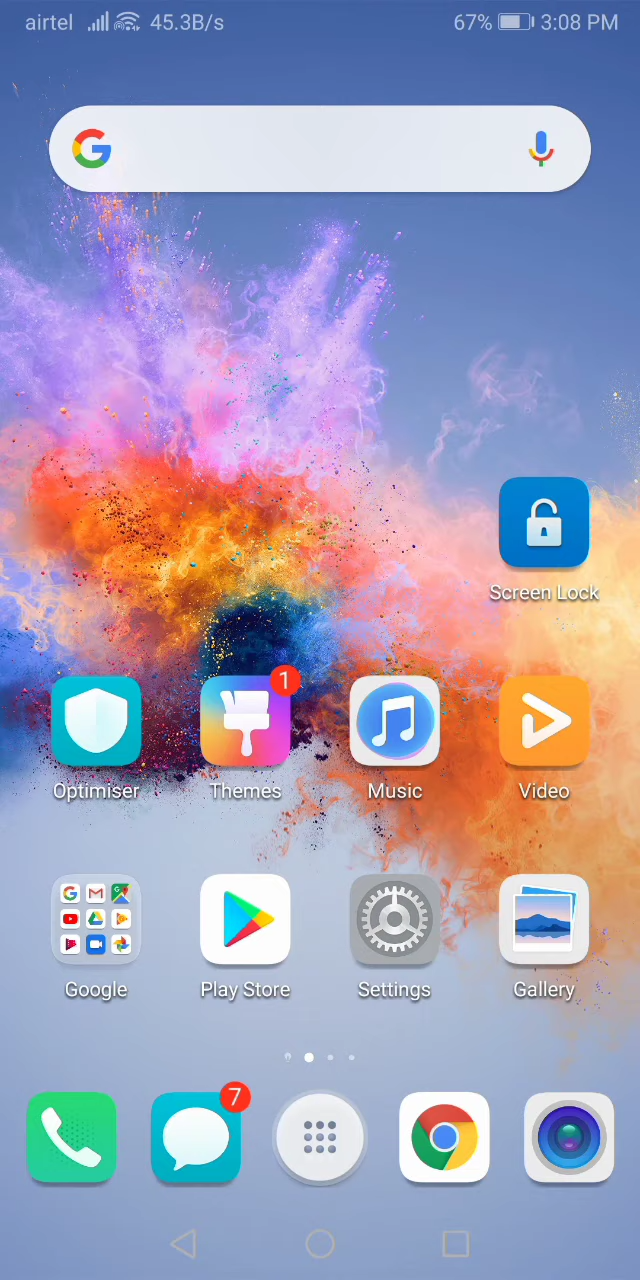 airtel 45.3B/s 67% 3:08 PM
Screen Lock
1
Optimiser Themes Music Video
Google Play Store Settings Gallery
7